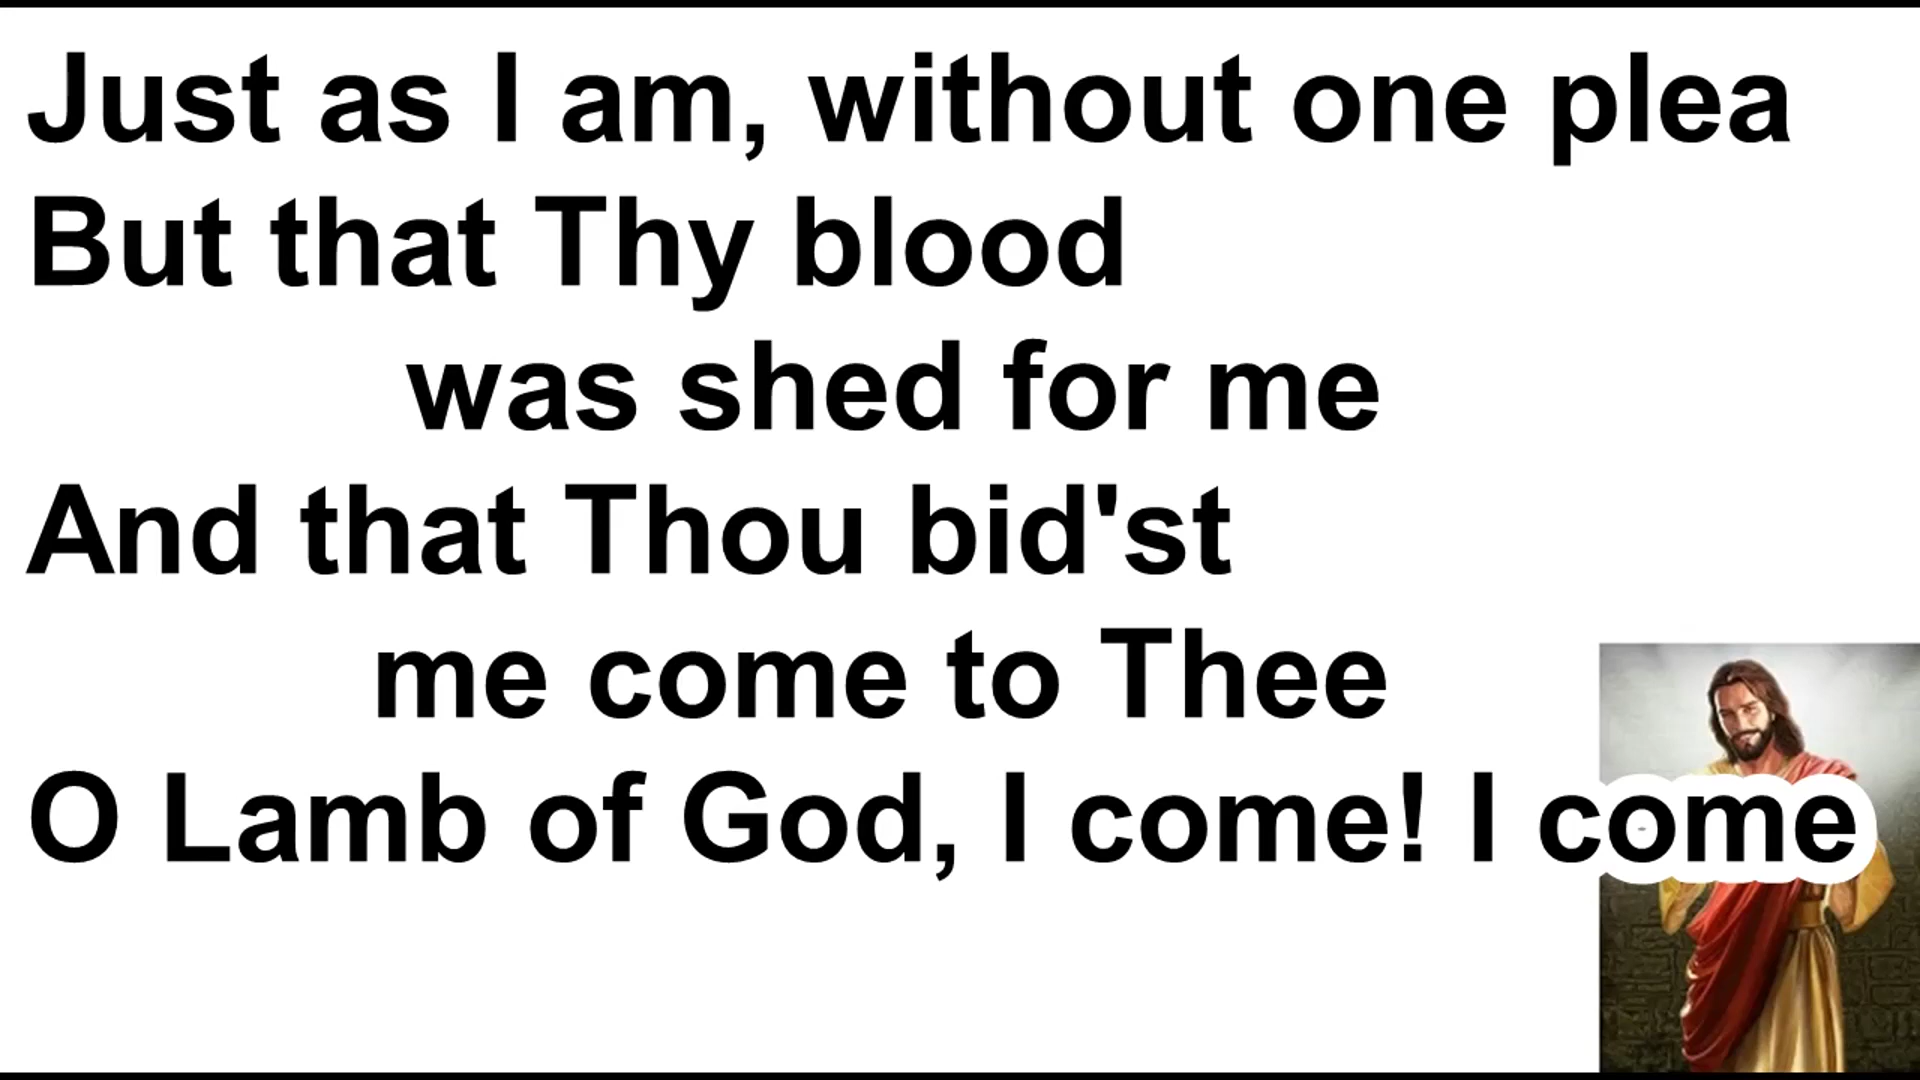 Just as I am, without one plea
But that Thy blood
was shed for me
And that Thou bid'st
me come to Thee
O Lamb of God, I come! I come